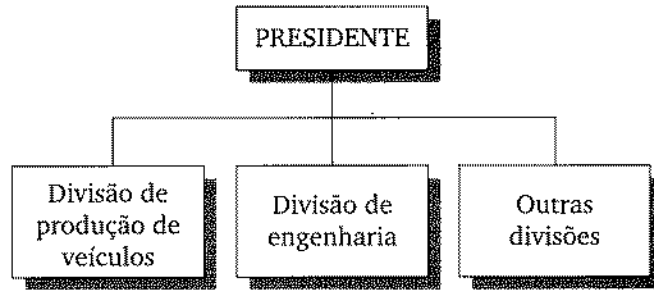 PRESIDENTE
Divisão de
produção de
veículos
Divisão de
engenharia
Outras
divisões